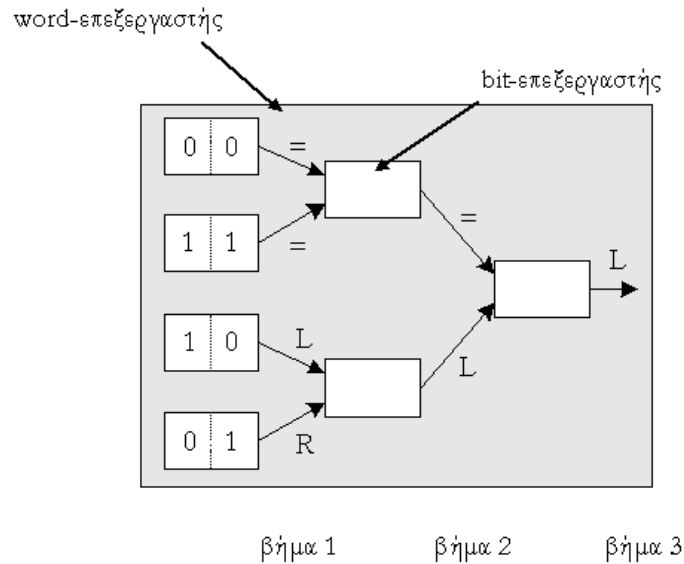 word-επεξεργαστής
bit-επεξεργαστής
0 0
=
=
1 1
=
L
1 0
L
L
0 1
R
βήμα 1 βήμα 2 βήμα 3